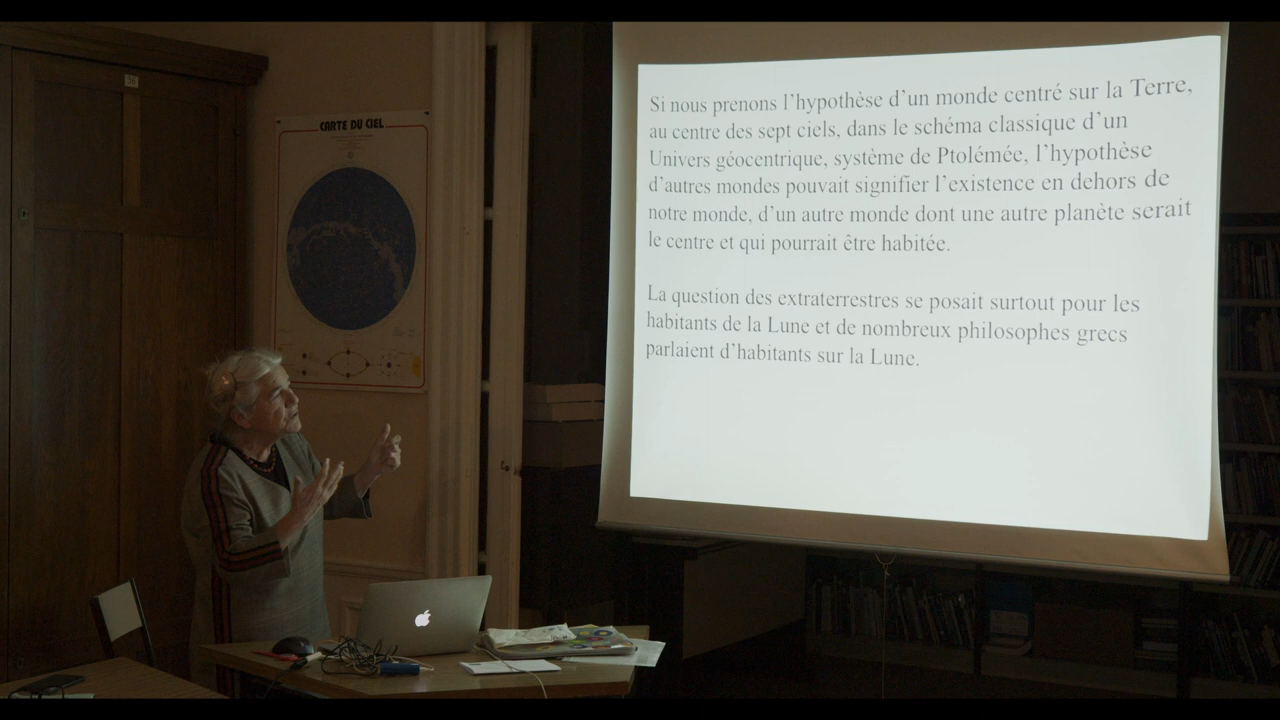 CARTE DU CIEL
Si nous prenons l'hypothèse d'un monde centré sur la Terre,
au centre des sept ciels, dans le schéma classique d'un
Univers géocentrique, système de Ptolémée, l'hypothèse
d'autres mondes pouvait signifier l'existence en dehors de
notre monde, d'un autre monde dont une autre planète serait
le centre et qui pourrait être habitée.
La question des extraterrestres se posait surtout pour les
habitants de la Lune et de nombreux philosophes grecs
parlaient d'habitants sur la Lune.